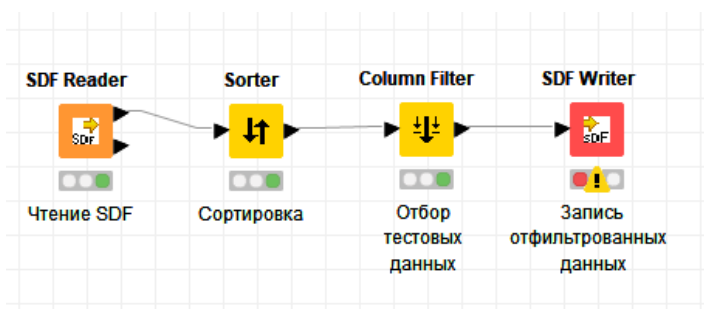 SDF Reader
Sorter
Column Filter
SDF Writer
SDF
SDF
Чтение SDF
Сортировка
Отбор
тестовых
данных
Запись
отфильтрованных
данных